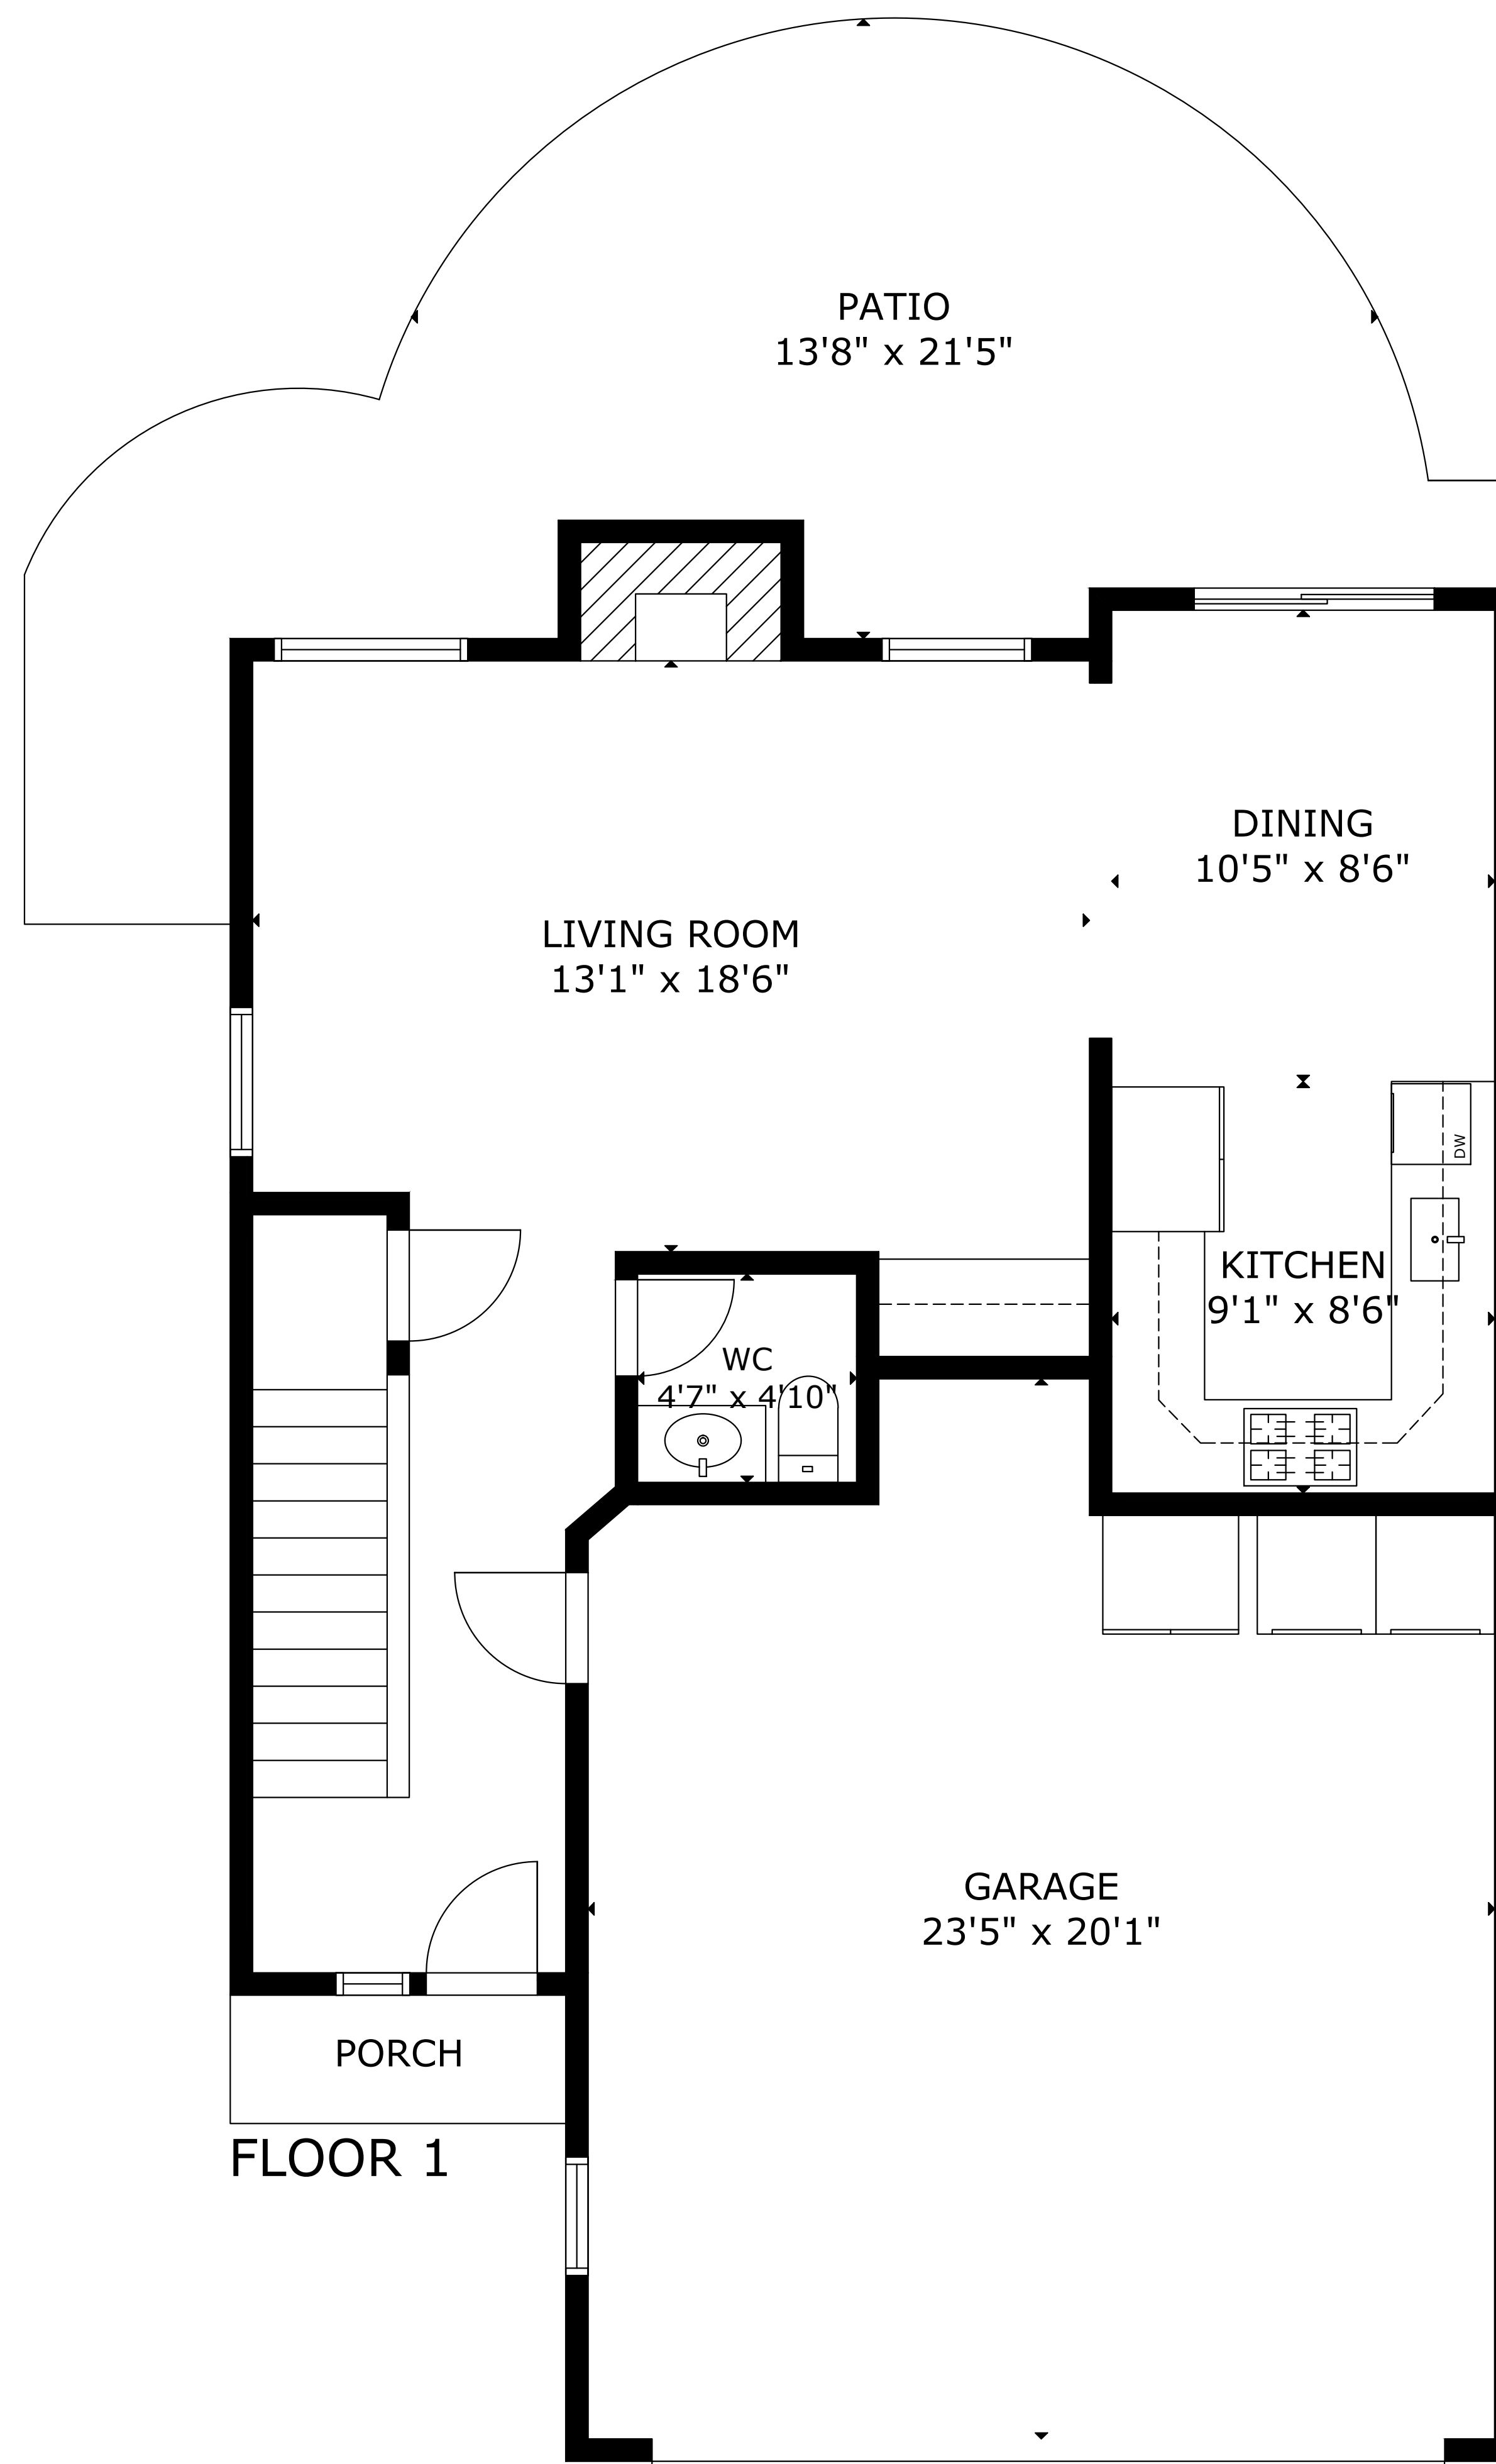 PATIO
13'8" x 21'5"
DINING
10'5" x 8'6"
LIVING ROOM
13'1" x 18'6"
DW
KITCHEN
9'1" x 8'6"
WC
4'7" x 4'10"
GARAGE
23'5" x 20'1"
PORCH
FLOOR 1